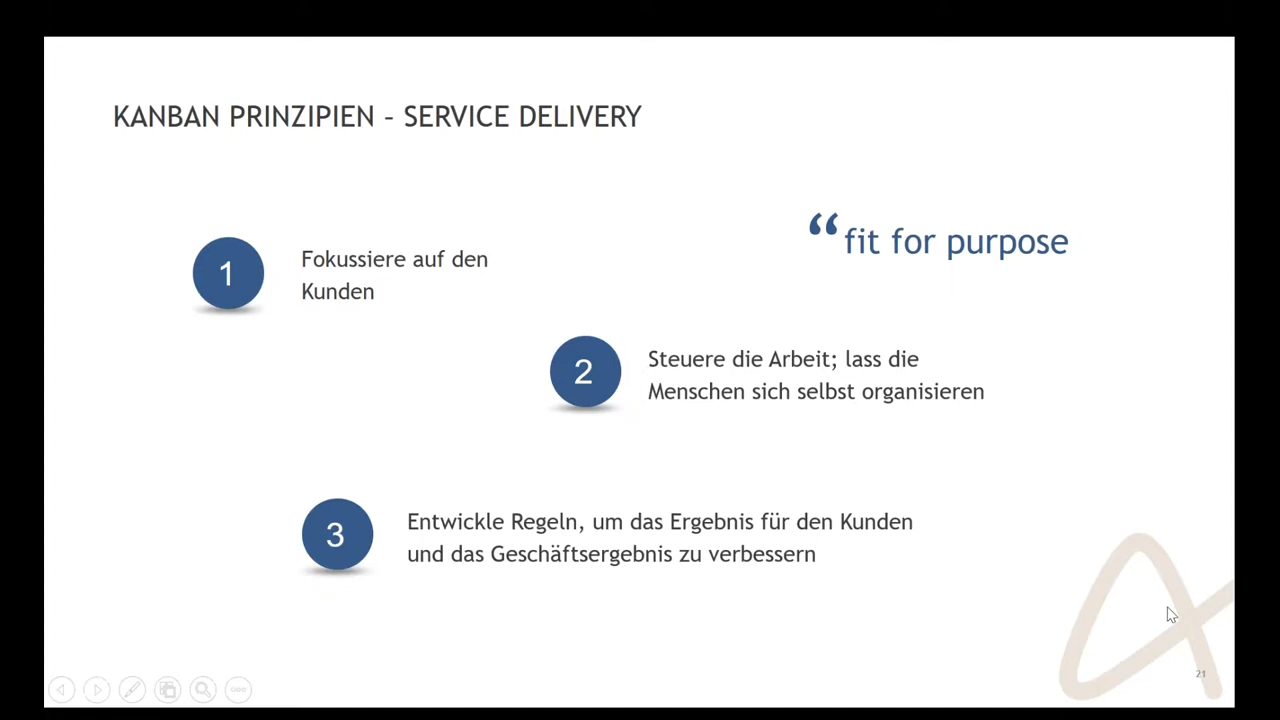 KANBAN PRINZIPIEN – SERVICE DELIVERY
“fit for purpose
1
Fokussiere auf den
Kunden
2
Steuere die Arbeit; lass die
Menschen sich selbst organisieren
3
Entwickle Regeln, um das Ergebnis für den Kunden
und das Geschäftsergebnis zu verbessern
21